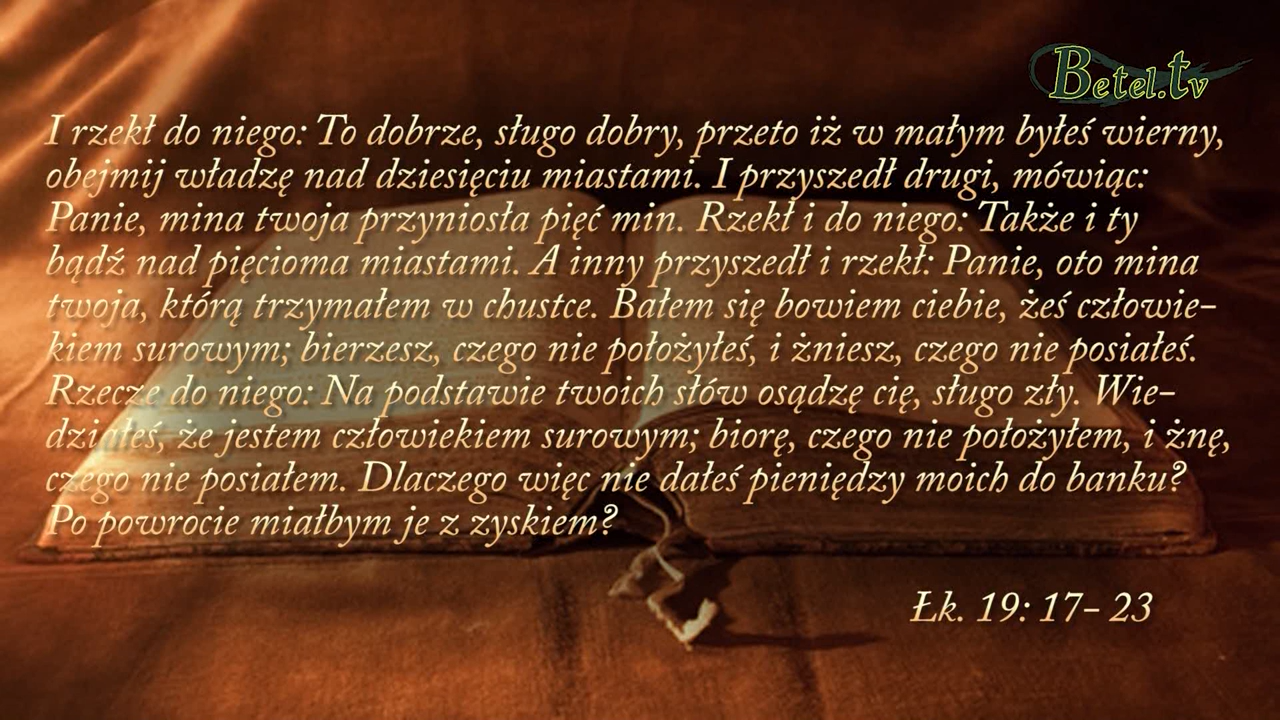 Betel.tv
I rzekł do niego: To dobrze, sługo dobry, przeto iż w małym byłeś wierny,
obejmij władzę nad dziesięciu miastami. I przyszedł drugi, mówiąc:
Panie, mina twoja przyniosła pięć min. Rzekł i do niego: Także i ty
bądź nad pięcioma miastami. A inny przyszedł i rzekł: Panie, oto mina
twoja, którą trzymałem w chustce. Bałem się bowiem ciebie, żeś człowie-
kiem surowym; bierzesz, czego nie położyłeś, i żniesz, czego nie posiałeś.
Rzecze do niego: Na podstawie twoich słów osądzę cię, sługo zły. Wie-
działeś, że jestem człowiekiem surowym; biorę, czego nie położyłem, i żnę,
czego nie posiałem. Dlaczego więc nie dałeś pieniędzy moich do banku?
Po powrocie miałbym je z zyskiem?
Łk. 19: 17- 23